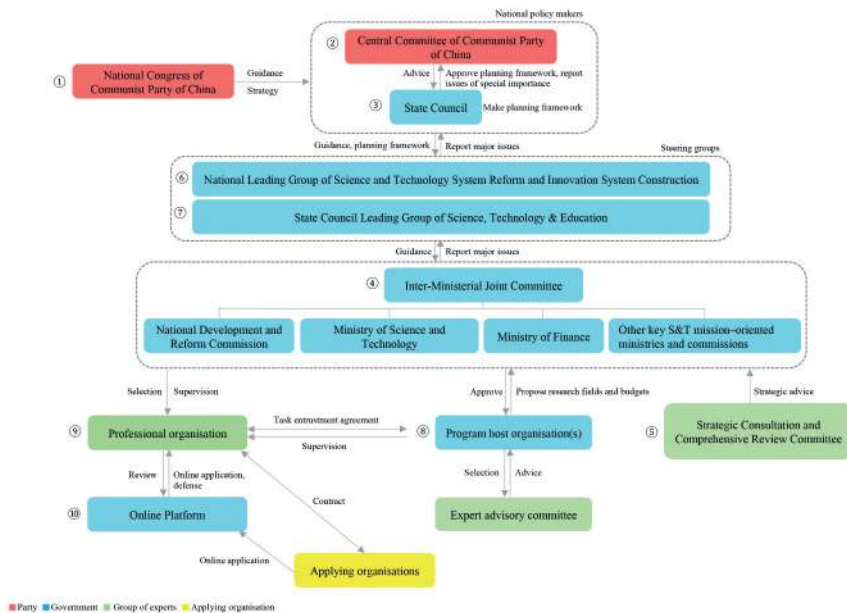 National policy makers
②
Central Committee of Communist Party
of China
①
National Congress of
Communist Party of China
Guidance
Strategy
Advice
Approve planning framework, report
issues of special importance
③
State Council
Make planning framework
Guidance, planning framework
Report major issues
Steering groups
⑥
National Leading Group of Science and Technology System Reform and Innovation System Construction
⑦
State Council Leading Group of Science, Technology & Education
Guidance
Report major issues
④
Inter-Ministerial Joint Committee
National Development and
Reform Commission
Ministry of Science and
Technology
Ministry of Finance
Other key S&T mission–oriented
ministries and commissions
Selection
Supervision
Approve
Propose research fields and budgets
Strategic advice
⑨
Professional organisation
Task entrustment agreement
Supervision
⑧
Program host organisation(s)
⑤
Strategic Consultation and
Comprehensive Review Committee
Review
Online application,
defense
Contract
Selection
Advice
⑩
Online Platform
Expert advisory committee
Online application
Applying organisations
Party
Government
Group of experts
Applying organisation